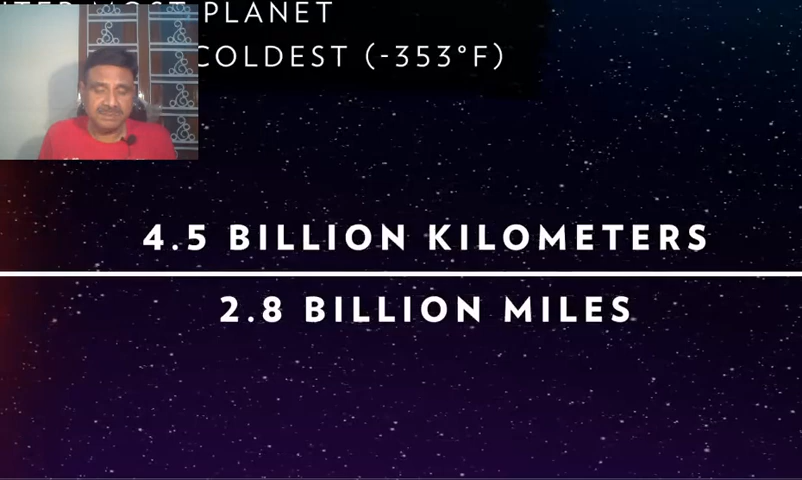 PLANET
COLDEST (-353°F)
4.5 BILLION KILOMETERS
2.8 BILLION MILES